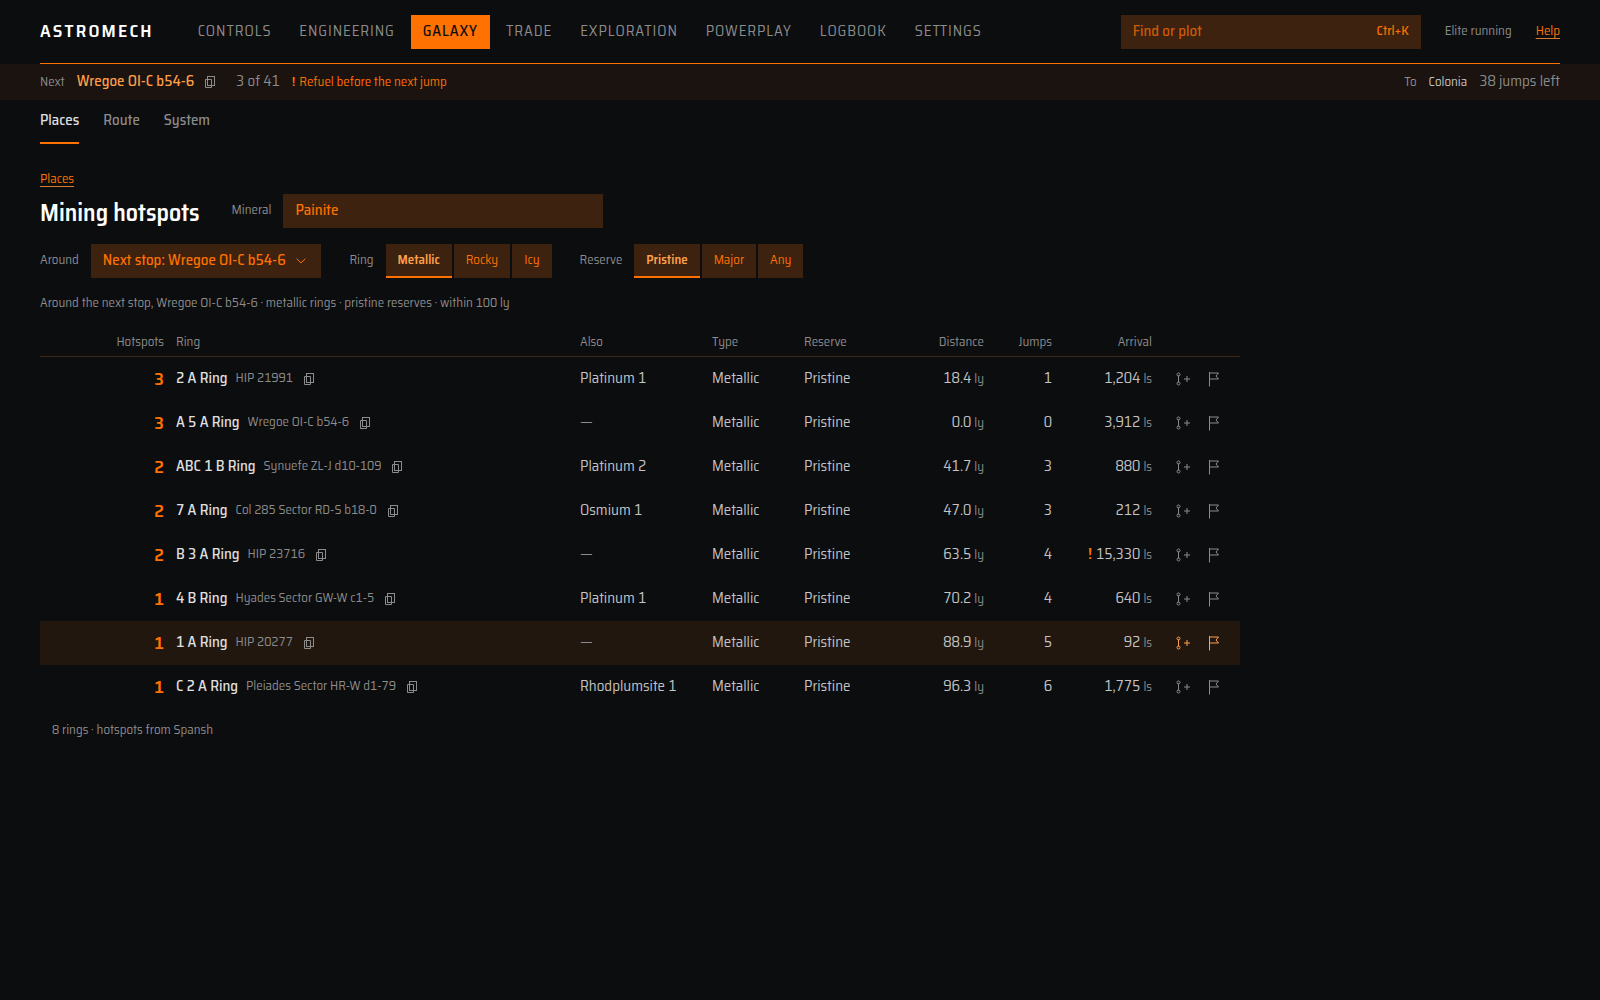 ASTROMECH CONTROLS ENGINEERING GALAXY TRADE EXPLORATION POWERPLAY LOGBOOK SETTINGS Find or plot Ctrl+K Elite running Help
Next Wregoe OI-C b54-6 3 of 41 ! Refuel before the next jump To Colonia 38 jumps left
Places Route System
Places
Mining hotspots Mineral Painite
Around Next stop: Wregoe OI-C b54-6 Ring Metallic Rocky Icy Reserve Pristine Major Any
Around the next stop, Wregoe OI-C b54-6 · metallic rings · pristine reserves · within 100 ly
Hotspots Ring Also Type Reserve Distance Jumps Arrival
3 2 A Ring HIP 21991 Platinum 1 Metallic Pristine 18.4 ly 1 1,204 ls
3 A 5 A Ring Wregoe OI-C b54-6 — Metallic Pristine 0.0 ly 0 3,912 ls
2 ABC 1 B Ring Synuefe ZL-J d10-109 Platinum 2 Metallic Pristine 41.7 ly 3 880 ls
2 7 A Ring Col 285 Sector RD-S b18-0 Osmium 1 Metallic Pristine 47.0 ly 3 212 ls
2 B 3 A Ring HIP 23716 — Metallic Pristine 63.5 ly 4 ! 15,330 ls
1 4 B Ring Hyades Sector GW-W c1-5 Platinum 1 Metallic Pristine 70.2 ly 4 640 ls
1 1 A Ring HIP 20277 — Metallic Pristine 88.9 ly 5 92 ls
1 C 2 A Ring Pleiades Sector HR-W d1-79 Rhodplumsite 1 Metallic Pristine 96.3 ly 6 1,775 ls
8 rings · hotspots from Spansh